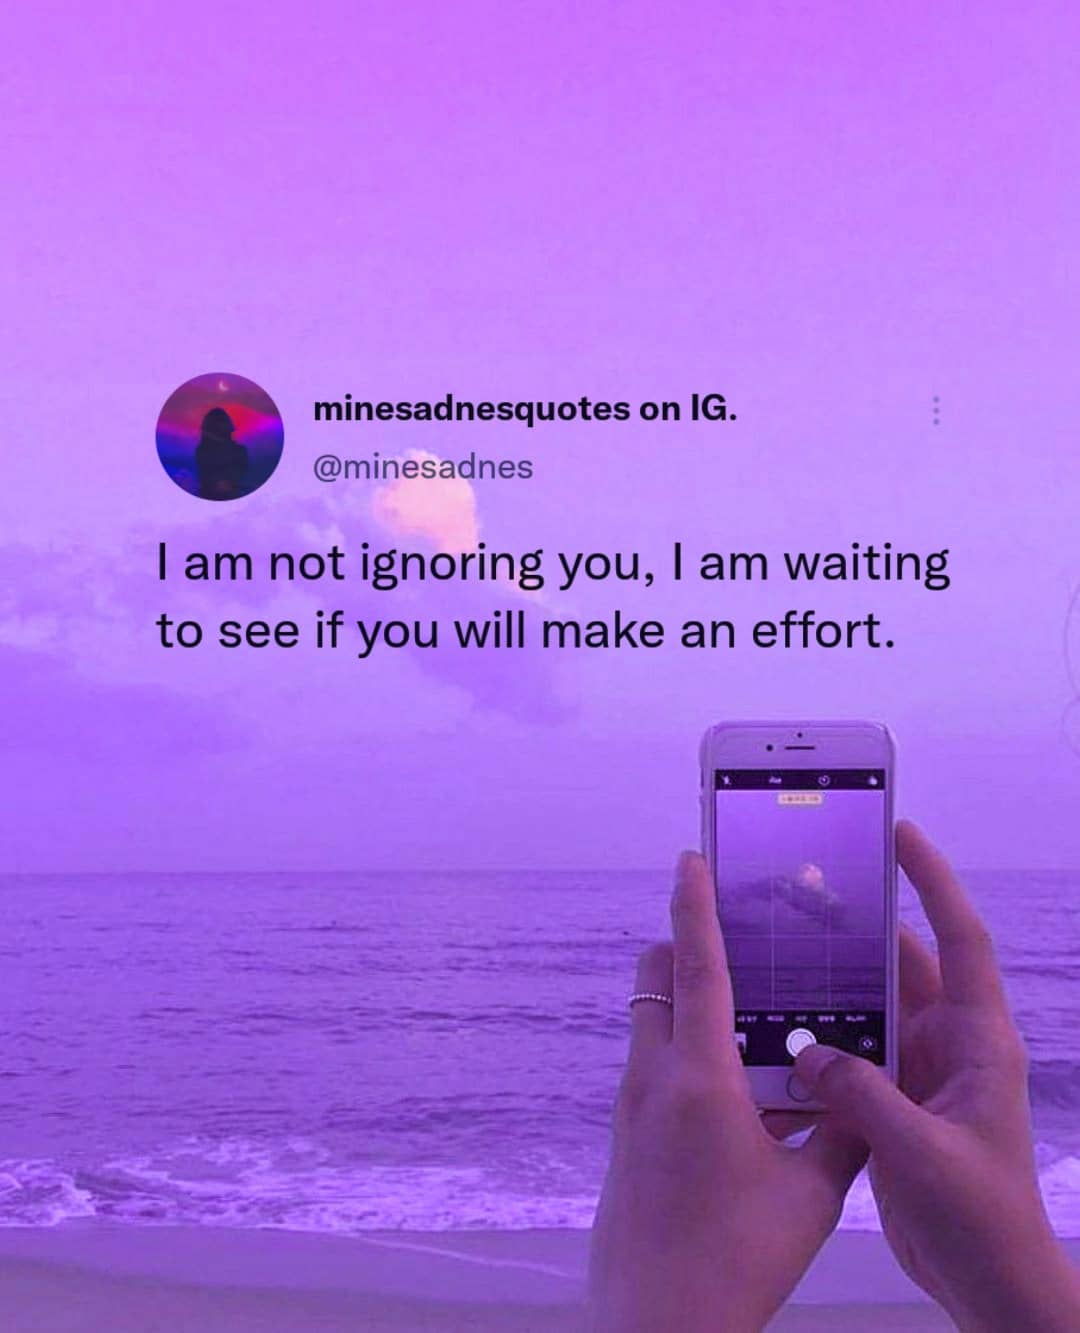 minesadnesquotes on IG.
@minesadnes
I am not ignoring you, I am waiting
to see if you will make an effort.